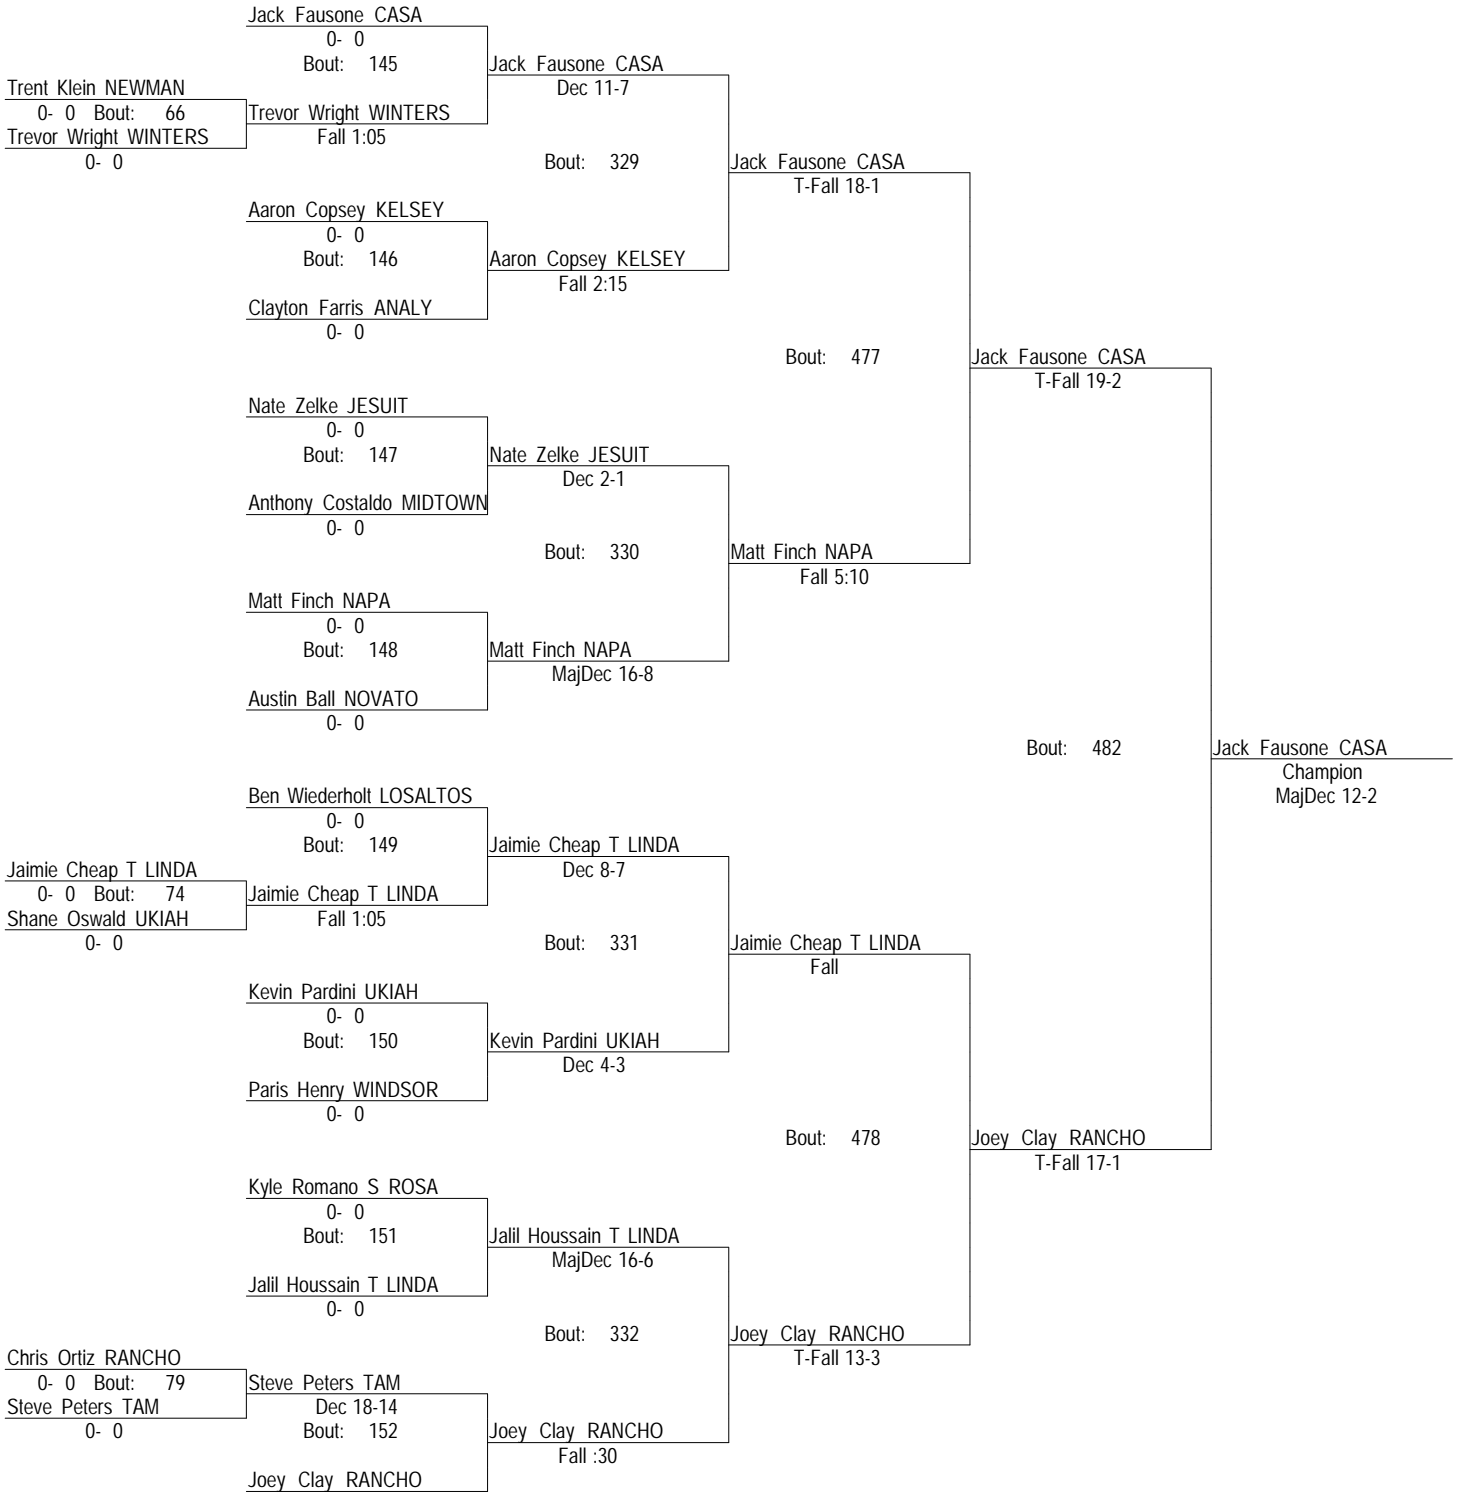 Jack Fausone CASA
0- 0
Bout: 145 Jack Fausone CASA
Trent Klein NEWMAN Dec 11-7
0- 0 Bout: 66 Trevor Wright WINTERS
Trevor Wright WINTERS Fall 1:05
0- 0 Bout: 329 Jack Fausone CASA
T-Fall 18-1
Aaron Copsey KELSEY
0- 0
Bout: 146 Aaron Copsey KELSEY
Fall 2:15
Clayton Farris ANALY
0- 0
Bout: 477 Jack Fausone CASA
T-Fall 19-2
Nate Zelke JESUIT
0- 0
Bout: 147 Nate Zelke JESUIT
Dec 2-1
Anthony Costaldo MIDTOWN
0- 0
Bout: 330 Matt Finch NAPA
Fall 5:10
Matt Finch NAPA
0- 0
Bout: 148 Matt Finch NAPA
MajDec 16-8
Austin Ball NOVATO
0- 0
Bout: 482 Jack Fausone CASA
Champion
Ben Wiederholt LOSALTOS MajDec 12-2
0- 0
Bout: 149 Jaimie Cheap T LINDA
Jaimie Cheap T LINDA Dec 8-7
0- 0 Bout: 74 Jaimie Cheap T LINDA
Shane Oswald UKIAH Fall 1:05
0- 0 Bout: 331 Jaimie Cheap T LINDA
Fall
Kevin Pardini UKIAH
0- 0
Bout: 150 Kevin Pardini UKIAH
Dec 4-3
Paris Henry WINDSOR
0- 0
Bout: 478 Joey Clay RANCHO
T-Fall 17-1
Kyle Romano S ROSA
0- 0
Bout: 151 Jalil Houssain T LINDA
MajDec 16-6
Jalil Houssain T LINDA
0- 0
Bout: 332 Joey Clay RANCHO
Chris Ortiz RANCHO T-Fall 13-3
0- 0 Bout: 79 Steve Peters TAM
Steve Peters TAM Dec 18-14
0- 0 Bout: 152 Joey Clay RANCHO
Fall :30
Joey Clay RANCHO